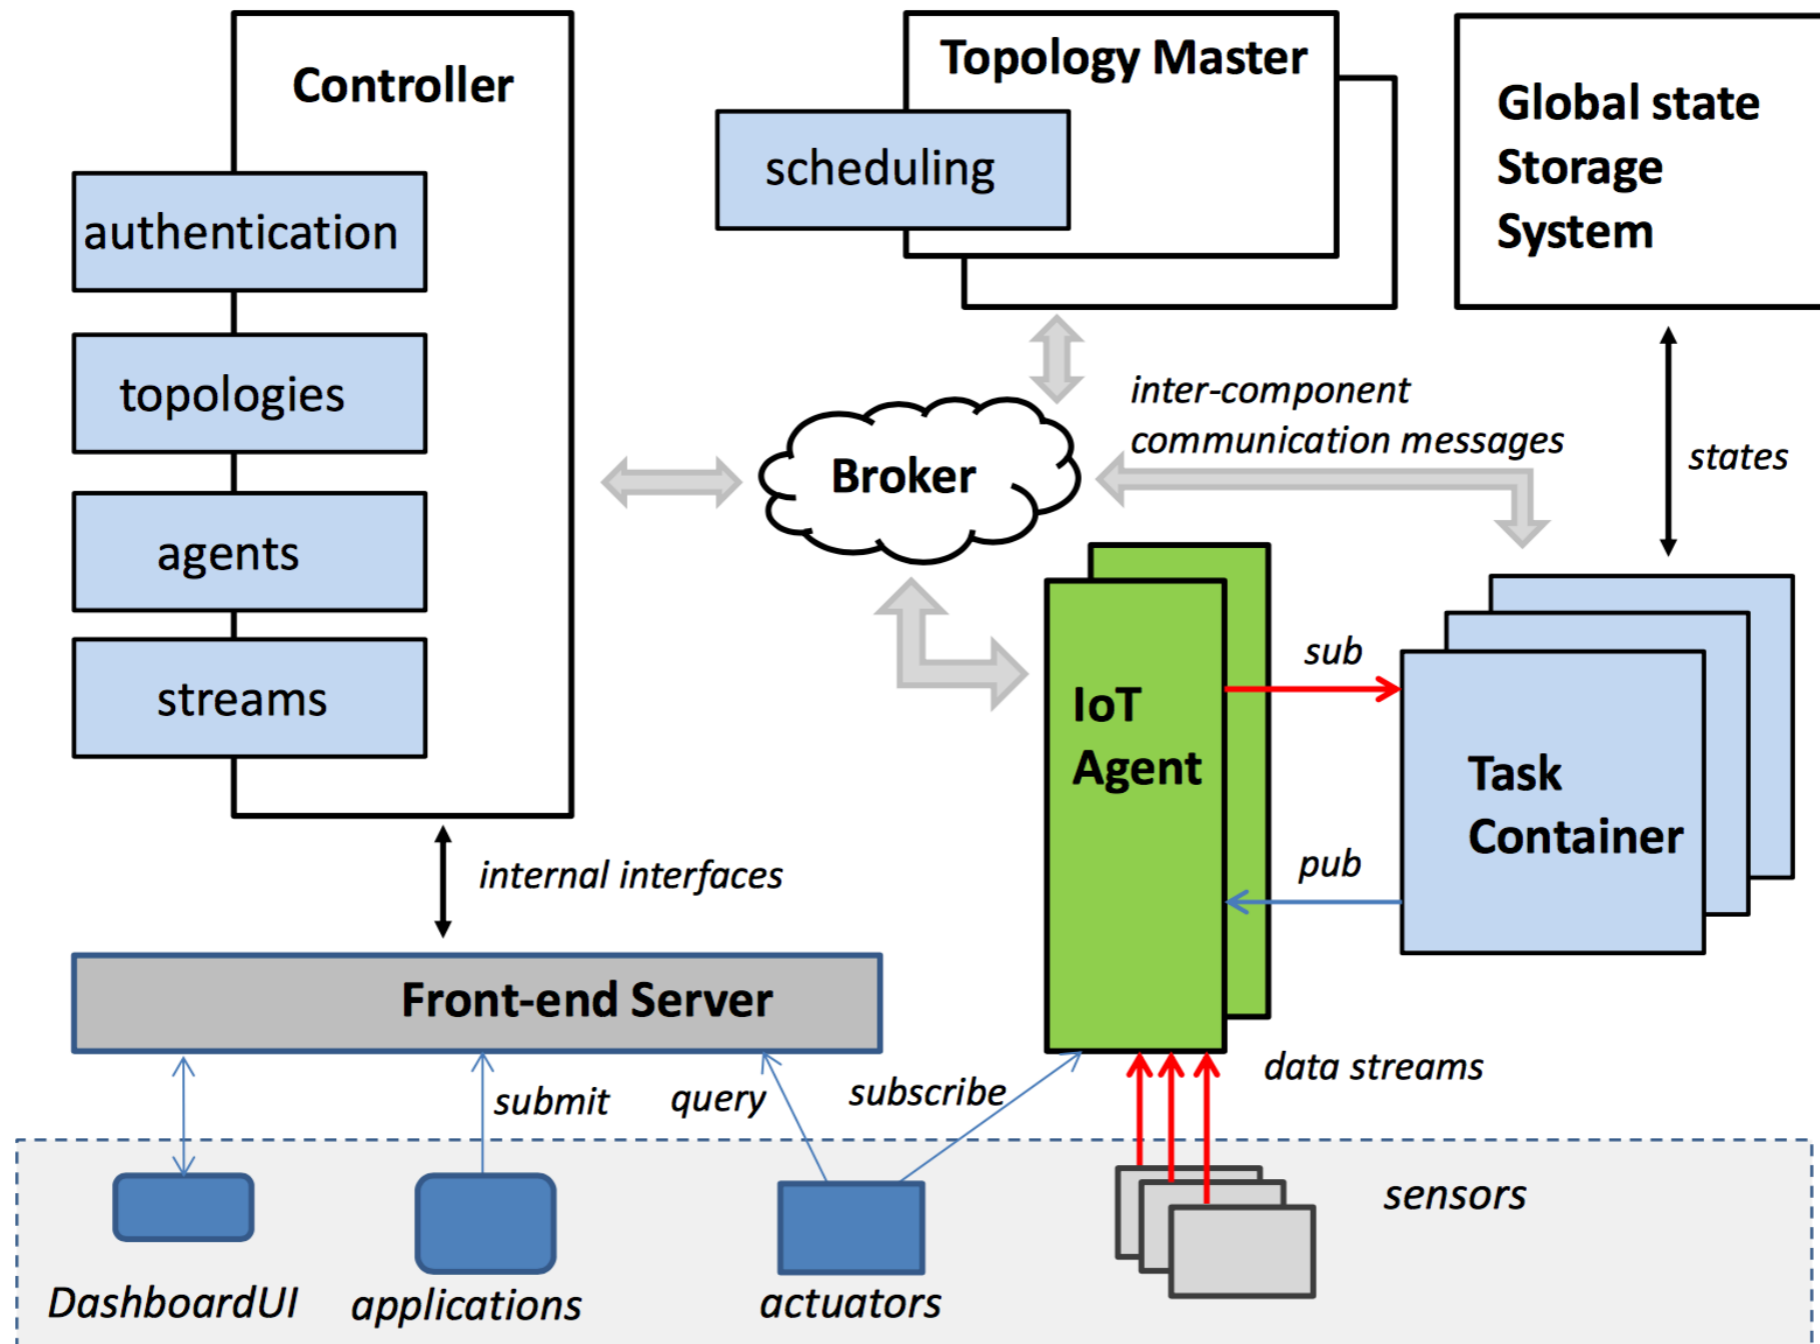 Controller
authentication
topologies
agents
streams
Topology Master
scheduling
Global state
Storage
System
inter-component
communication messages
Broker
states
sub
IoT
Agent
Task
Container
pub
internal interfaces
Front-end Server
submit
query
subscribe
data streams
sensors
DashboardUI
applications
actuators